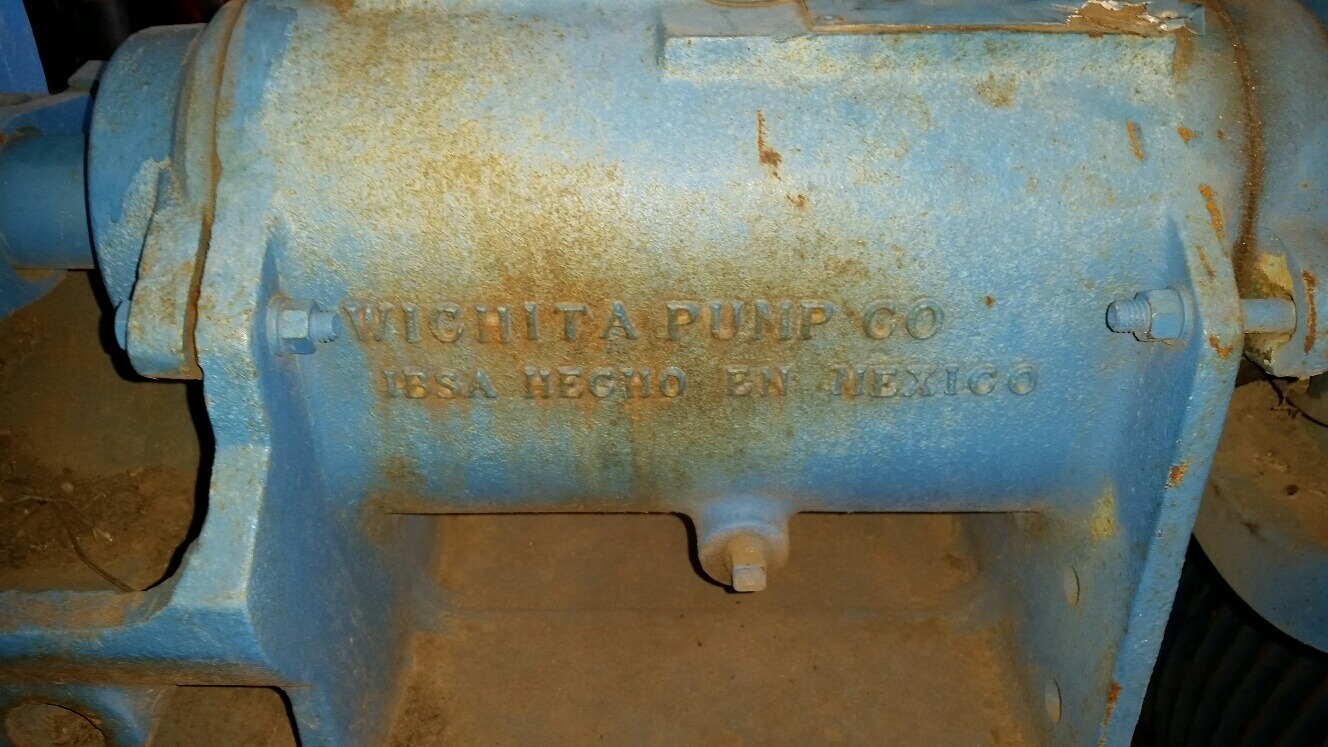 WICHITA PUMP CO
IBSA HECHO EN MEXICO